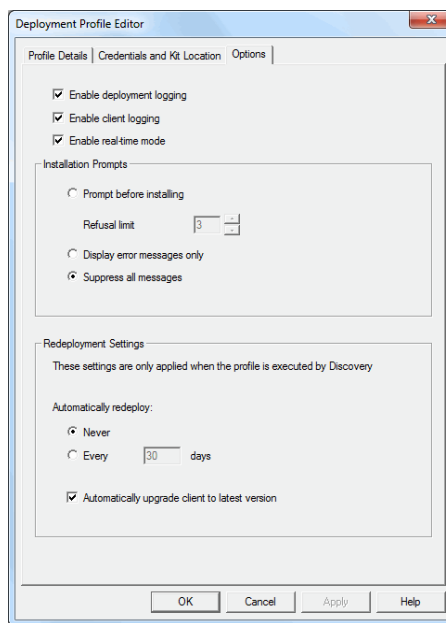 Deployment Profile Editor
Profile Details Credentials and Kit Location Options
Enable deployment logging
Enable client logging
Enable real-time mode
Installation Prompts
Prompt before installing
Refusal limit 3
Display error messages only
Suppress all messages
Redeployment Settings
These settings are only applied when the profile is executed by Discovery
Automatically redeploy:
Never
Every 30 days
Automatically upgrade client to latest version
OK Cancel Apply Help